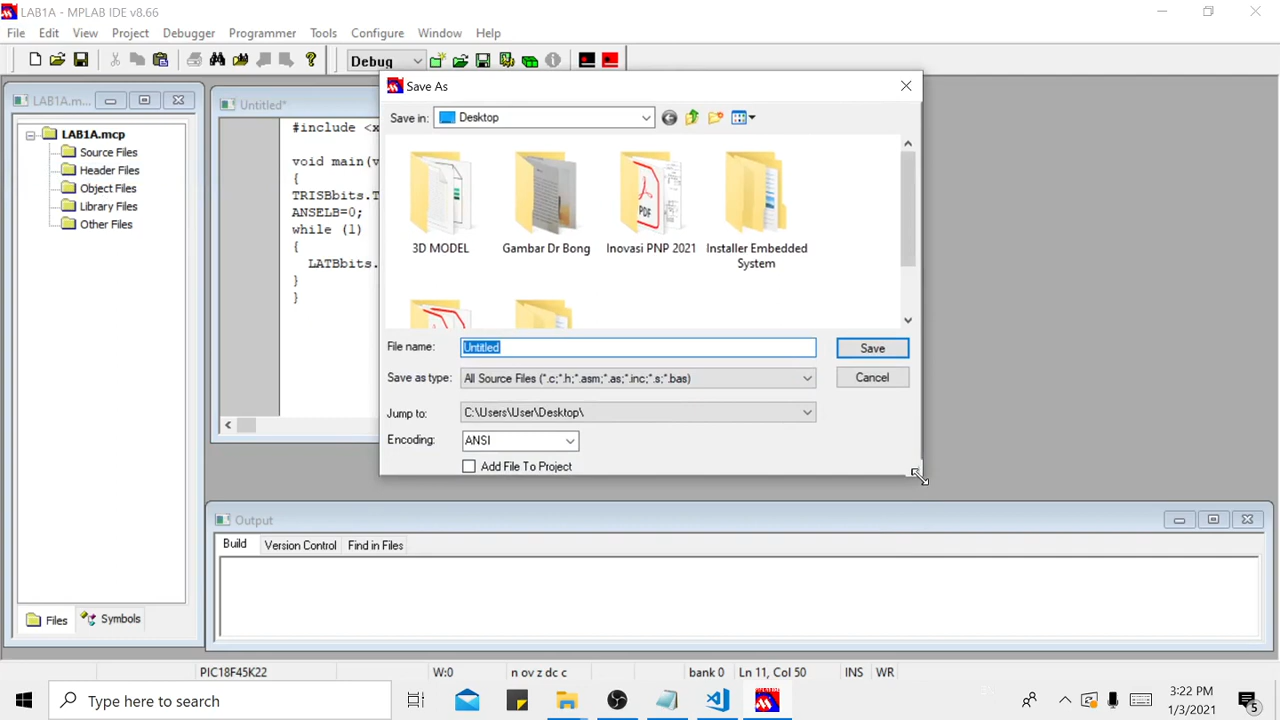 LAB1A - MPLAB IDE v8.66
File Edit View Project Debugger Programmer Tools Configure Window Help
Debug
LAB1A.m...
LAB1A.mcp
Source Files
Header Files
Object Files
Library Files
Other Files
Files Symbols
Untitled*
#include <x
void main(v
{
TRISBbits.T
ANSELB=0;
while (1)
{
LATBbits.
}
}
Save As
Save in: Desktop
3D MODEL
Gambar Dr Bong
Inovasi PNP 2021
Installer Embedded
System
PDF
File name: Untitled Save
Save as type: All Source Files (*.c;*.h;*.asm;*.as;*.inc;*.s;*.bas) Cancel
Jump to: C:\Users\User\Desktop\
Encoding: ANSI
Add File To Project
Output
Build Version Control Find in Files
PIC18F45K22 W:0 n ov z dc c bank 0 Ln 11, Col 50 INS WR
Type here to search
3:22 PM
1/3/2021
5